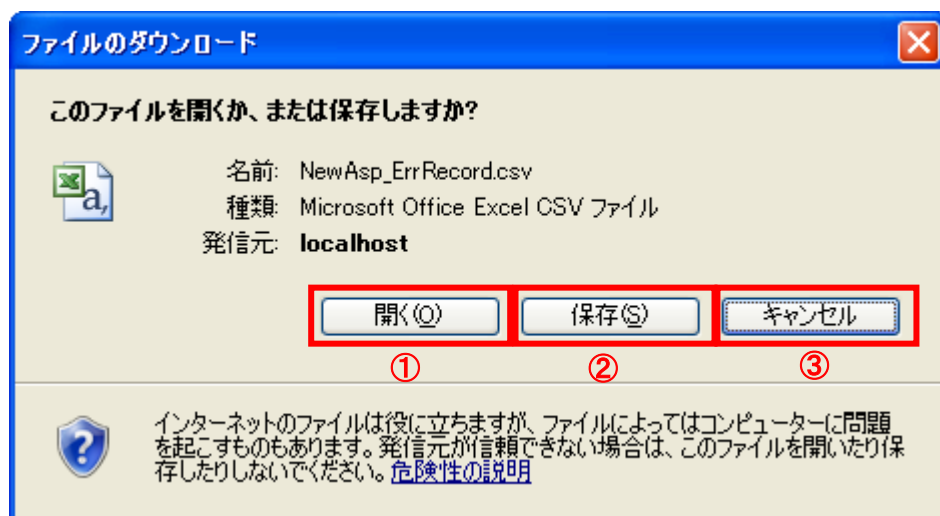 ファイルのダウンロード
このファイルを開くか、または保存しますか?
名前: NewAsp_ErrRecord.csv
種類: Microsoft Office Excel CSV ファイル
発信元: localhost
開く(O) 保存(S) キャンセル
① ② ③
インターネットのファイルは役に立ちますが、ファイルによってはコンピューターに問題
を起こすものもあります。発信元が信頼できない場合は、このファイルを開いたり保
存したりしないでください。危険性の説明